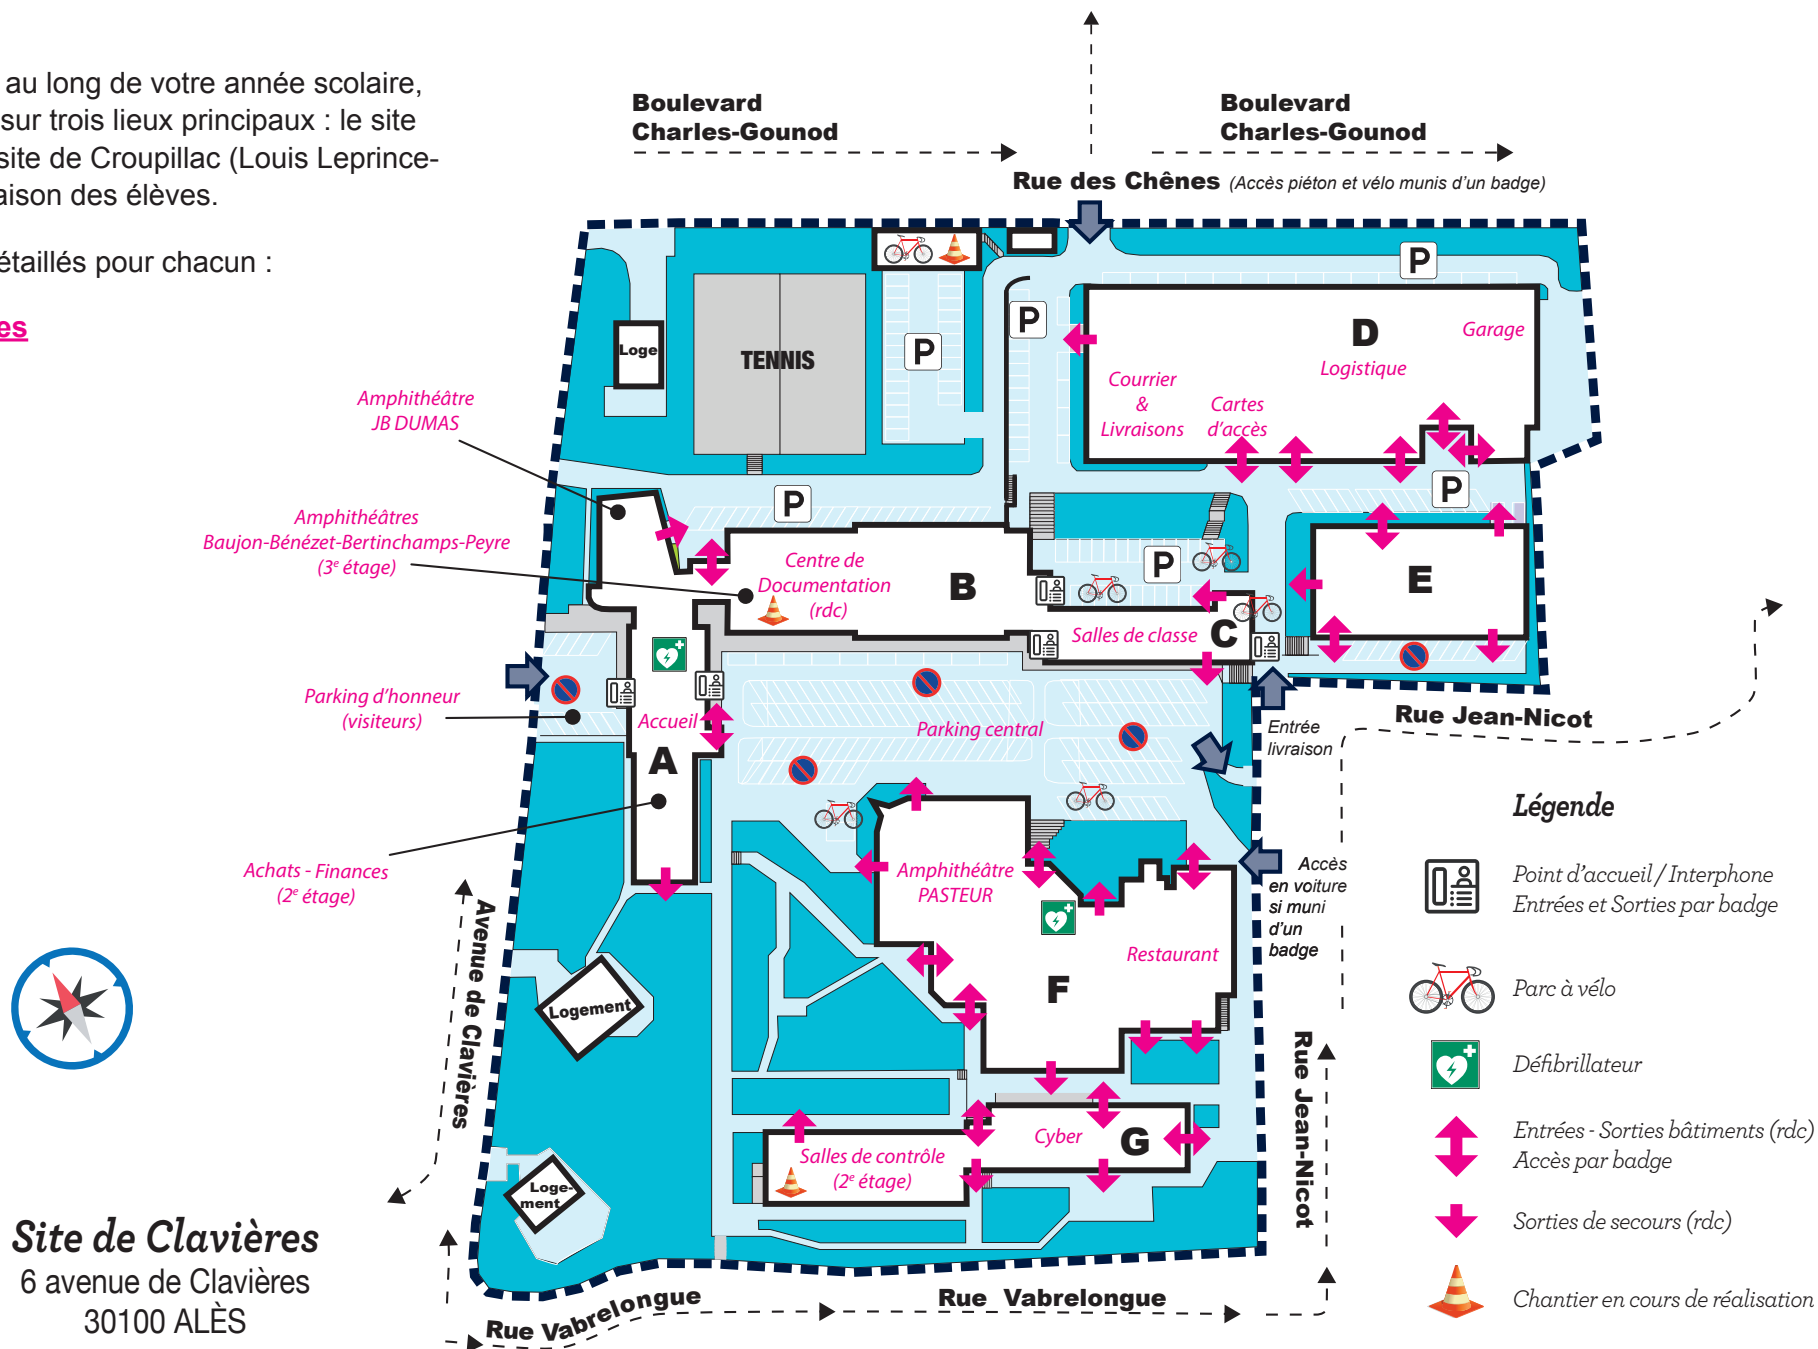 au long de votre année scolaire,
sur trois lieux principaux : le site
site de Croupillac (Louis Leprince-
aison des élèves.
étaillés pour chacun :
es
Boulevard
Charles-Gounod
Boulevard
Charles-Gounod
Rue des Chênes (Accès piéton et vélo munis d'un badge)
Loge
TENNIS
P
P
P
D
Logistique
Garage
Courrier
&
Livraisons
Cartes
d'accès
Amphithéâtre
JB DUMAS
P
P
Amphithéâtres
Baujon-Bénézet-Bertinchamps-Peyre
(3e étage)
Centre de
Documentation
(rdc)
B
P
E
Salles de classe
C
Parking d'honneur
(visiteurs)
Accueil
A
Parking central
Entrée
livraison
Rue Jean-Nicot
Achats - Finances
(2e étage)
Amphithéâtre
PASTEUR
Restaurant
F
Accès
en voiture
si muni
d'un
badge
Avenue de Clavières
Logement
Loge-
ment
Rue Jean-Nicot
Cyber
G
Salles de contrôle
(2e étage)
Rue Vabrelongue
Rue Vabrelongue
Site de Clavières
6 avenue de Clavières
30100 ALÈS
Légende
Point d'accueil / Interphone
Entrées et Sorties par badge
Parc à vélo
Défibrillateur
Entrées - Sorties bâtiments (rdc)
Accès par badge
Sorties de secours (rdc)
Chantier en cours de réalisation